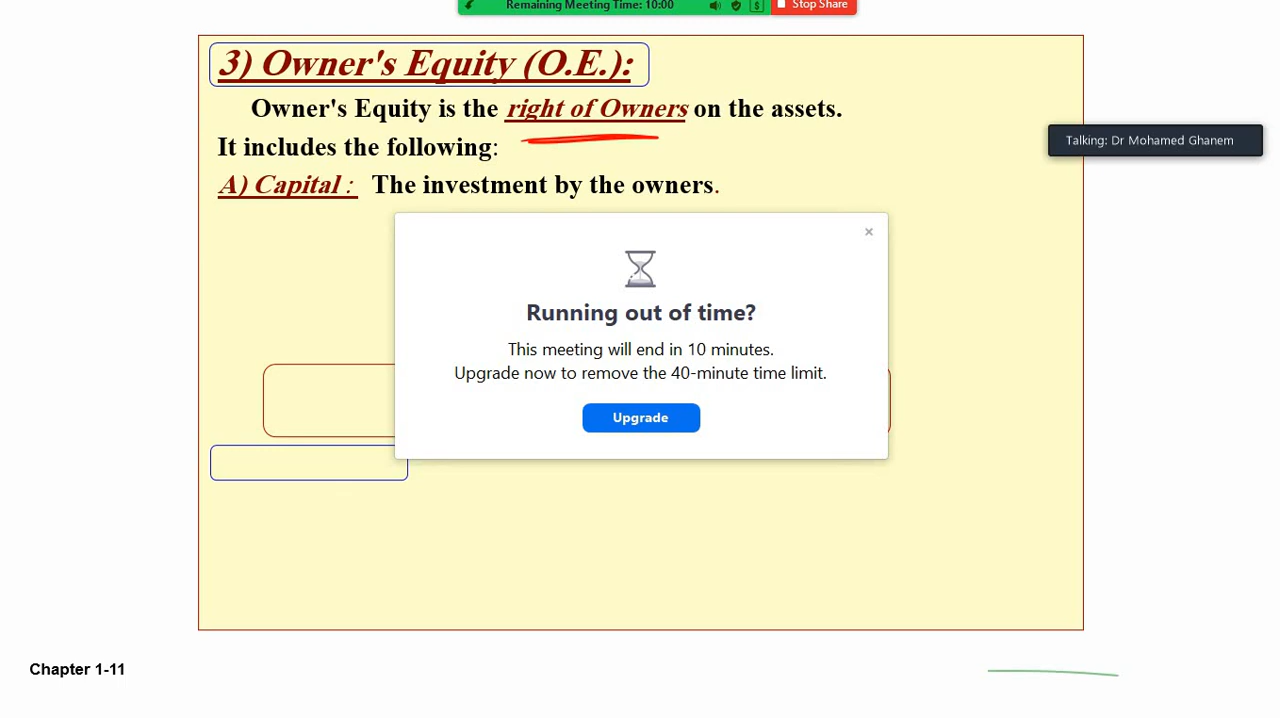 Remaining Meeting Time: 10:00
Stop Share
3) Owner's Equity (O.E.):
Owner's Equity is the right of Owners on the assets.
It includes the following:
Talking: Dr Mohamed Ghanem
A) Capital : The investment by the owners.
Running out of time?
This meeting will end in 10 minutes.
Upgrade now to remove the 40-minute time limit.
Upgrade
Chapter 1-11